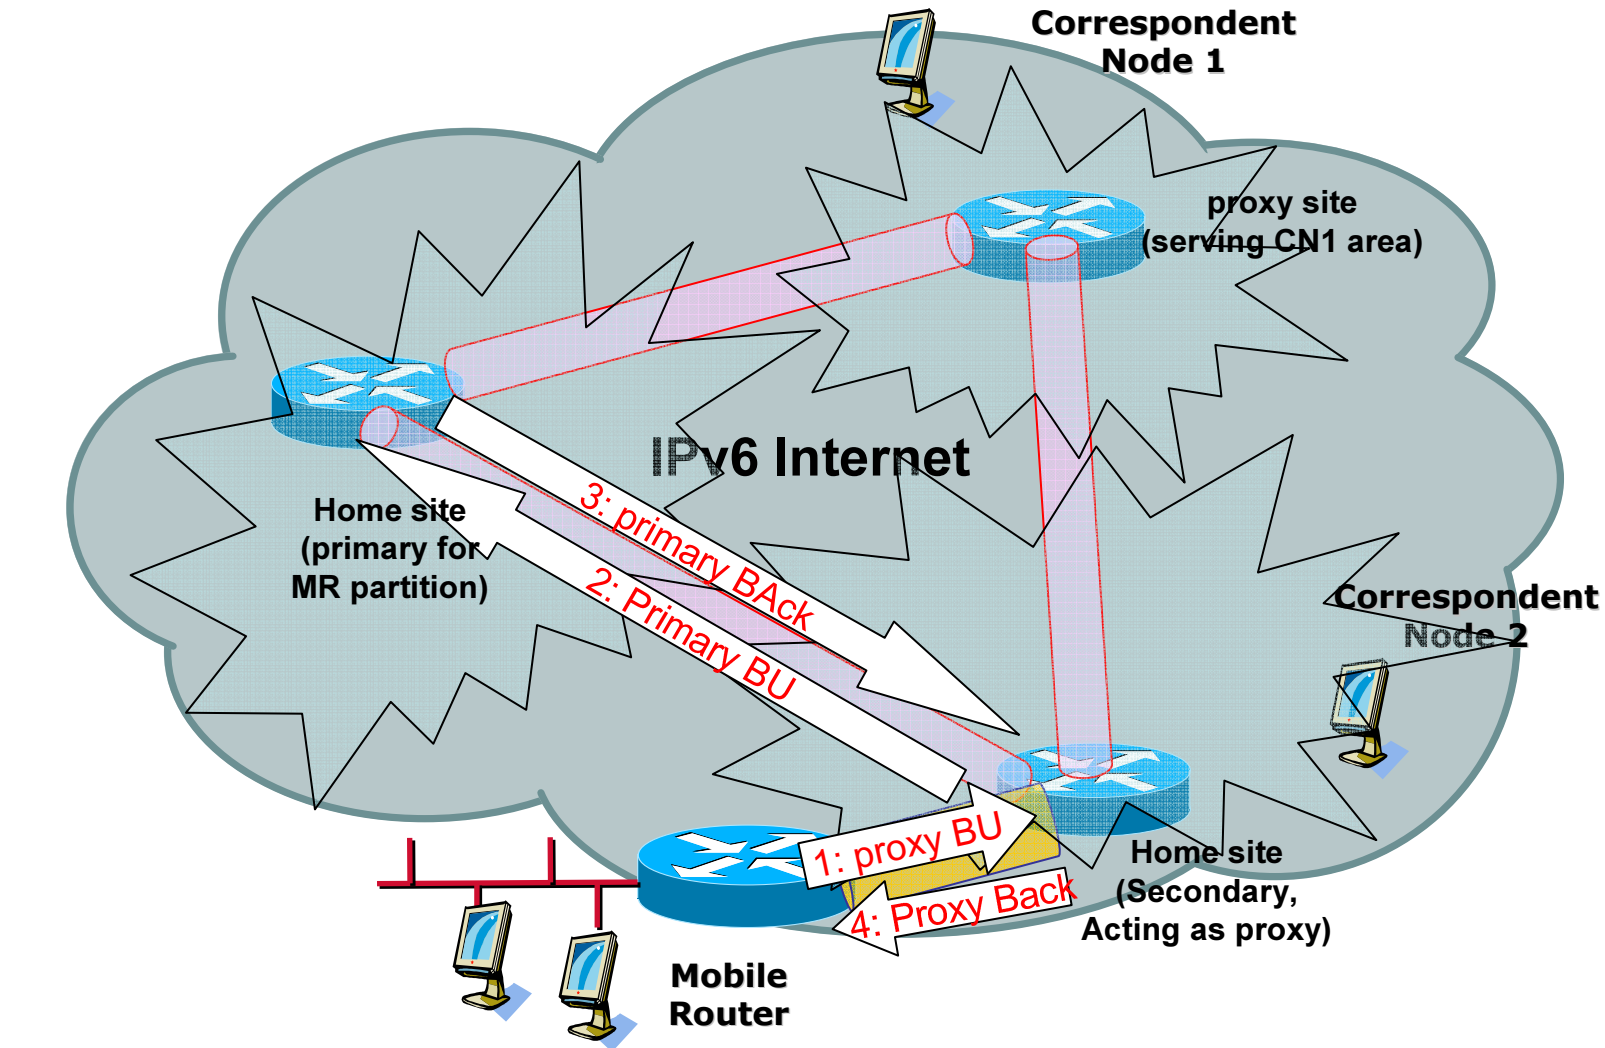 Correspondent
Node 1
proxy site
(serving CN1 area)
IPv6 Internet
3: primary BAck
Home site
(primary for
MR partition)
2: Primary BU
Correspondent
Node 2
1: proxy BU
4: Proxy Back
Home site
(Secondary,
Acting as proxy)
Mobile
Router